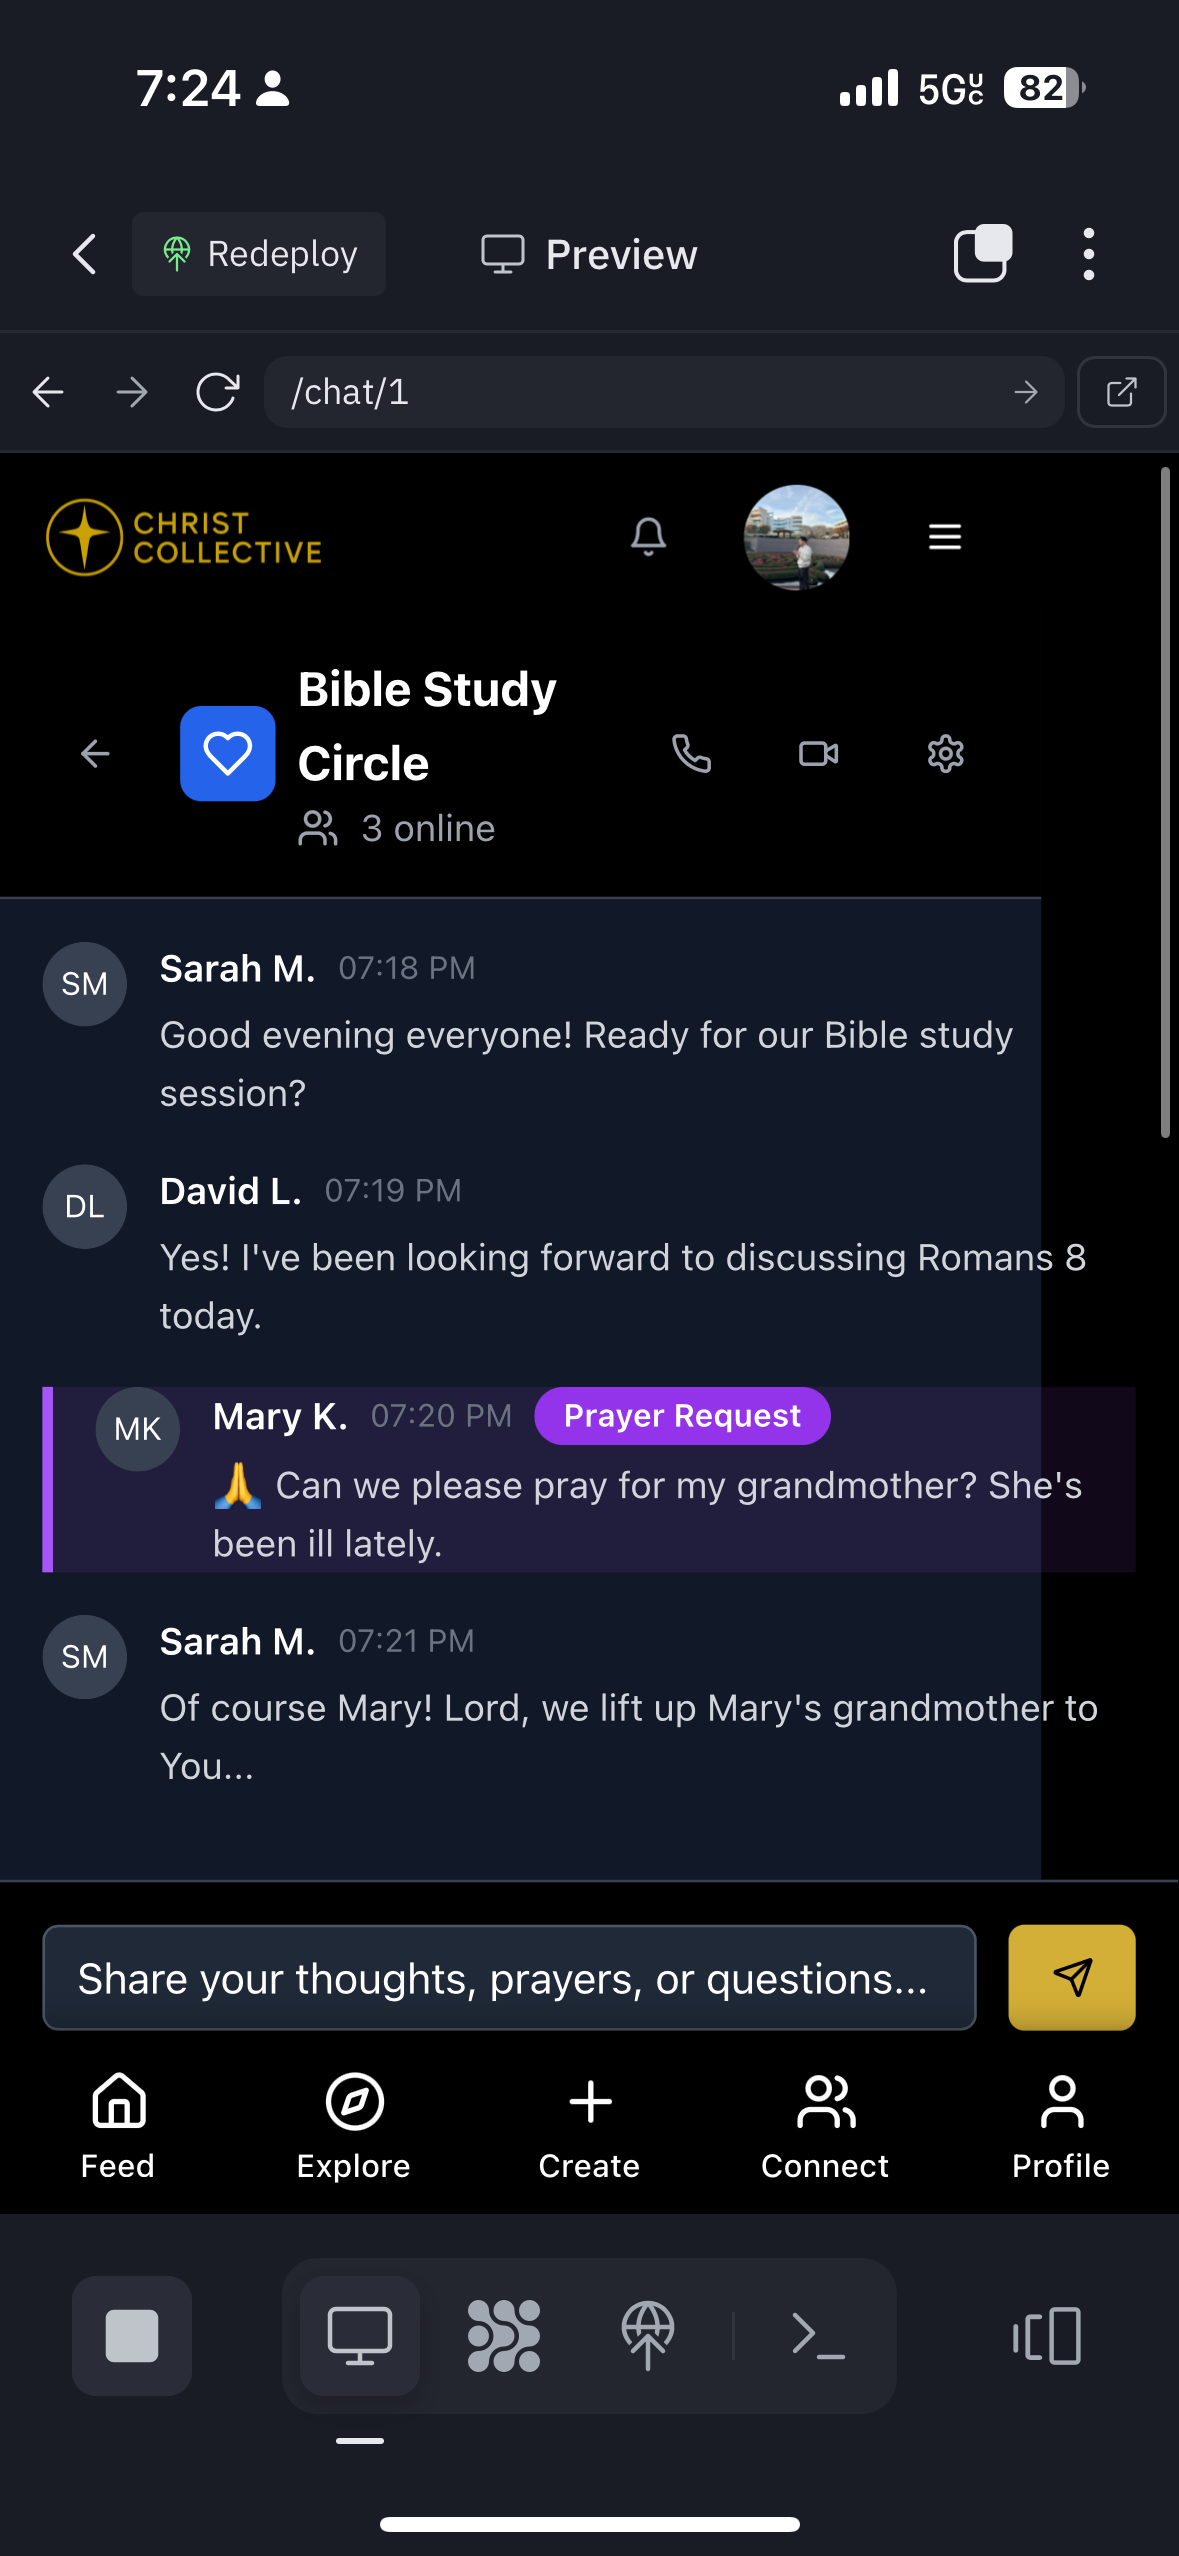 7:24
5G UC
82
Redeploy
Preview
/chat/1
CHRIST
COLLECTIVE
Bible Study
Circle
3 online
SM
Sarah M. 07:18 PM
Good evening everyone! Ready for our Bible study
session?
DL
David L. 07:19 PM
Yes! I've been looking forward to discussing Romans 8
today.
MK
Mary K. 07:20 PM Prayer Request
🙏 Can we please pray for my grandmother? She's
been ill lately.
SM
Sarah M. 07:21 PM
Of course Mary! Lord, we lift up Mary's grandmother to
You...
Share your thoughts, prayers, or questions...
Feed
Explore
Create
Connect
Profile